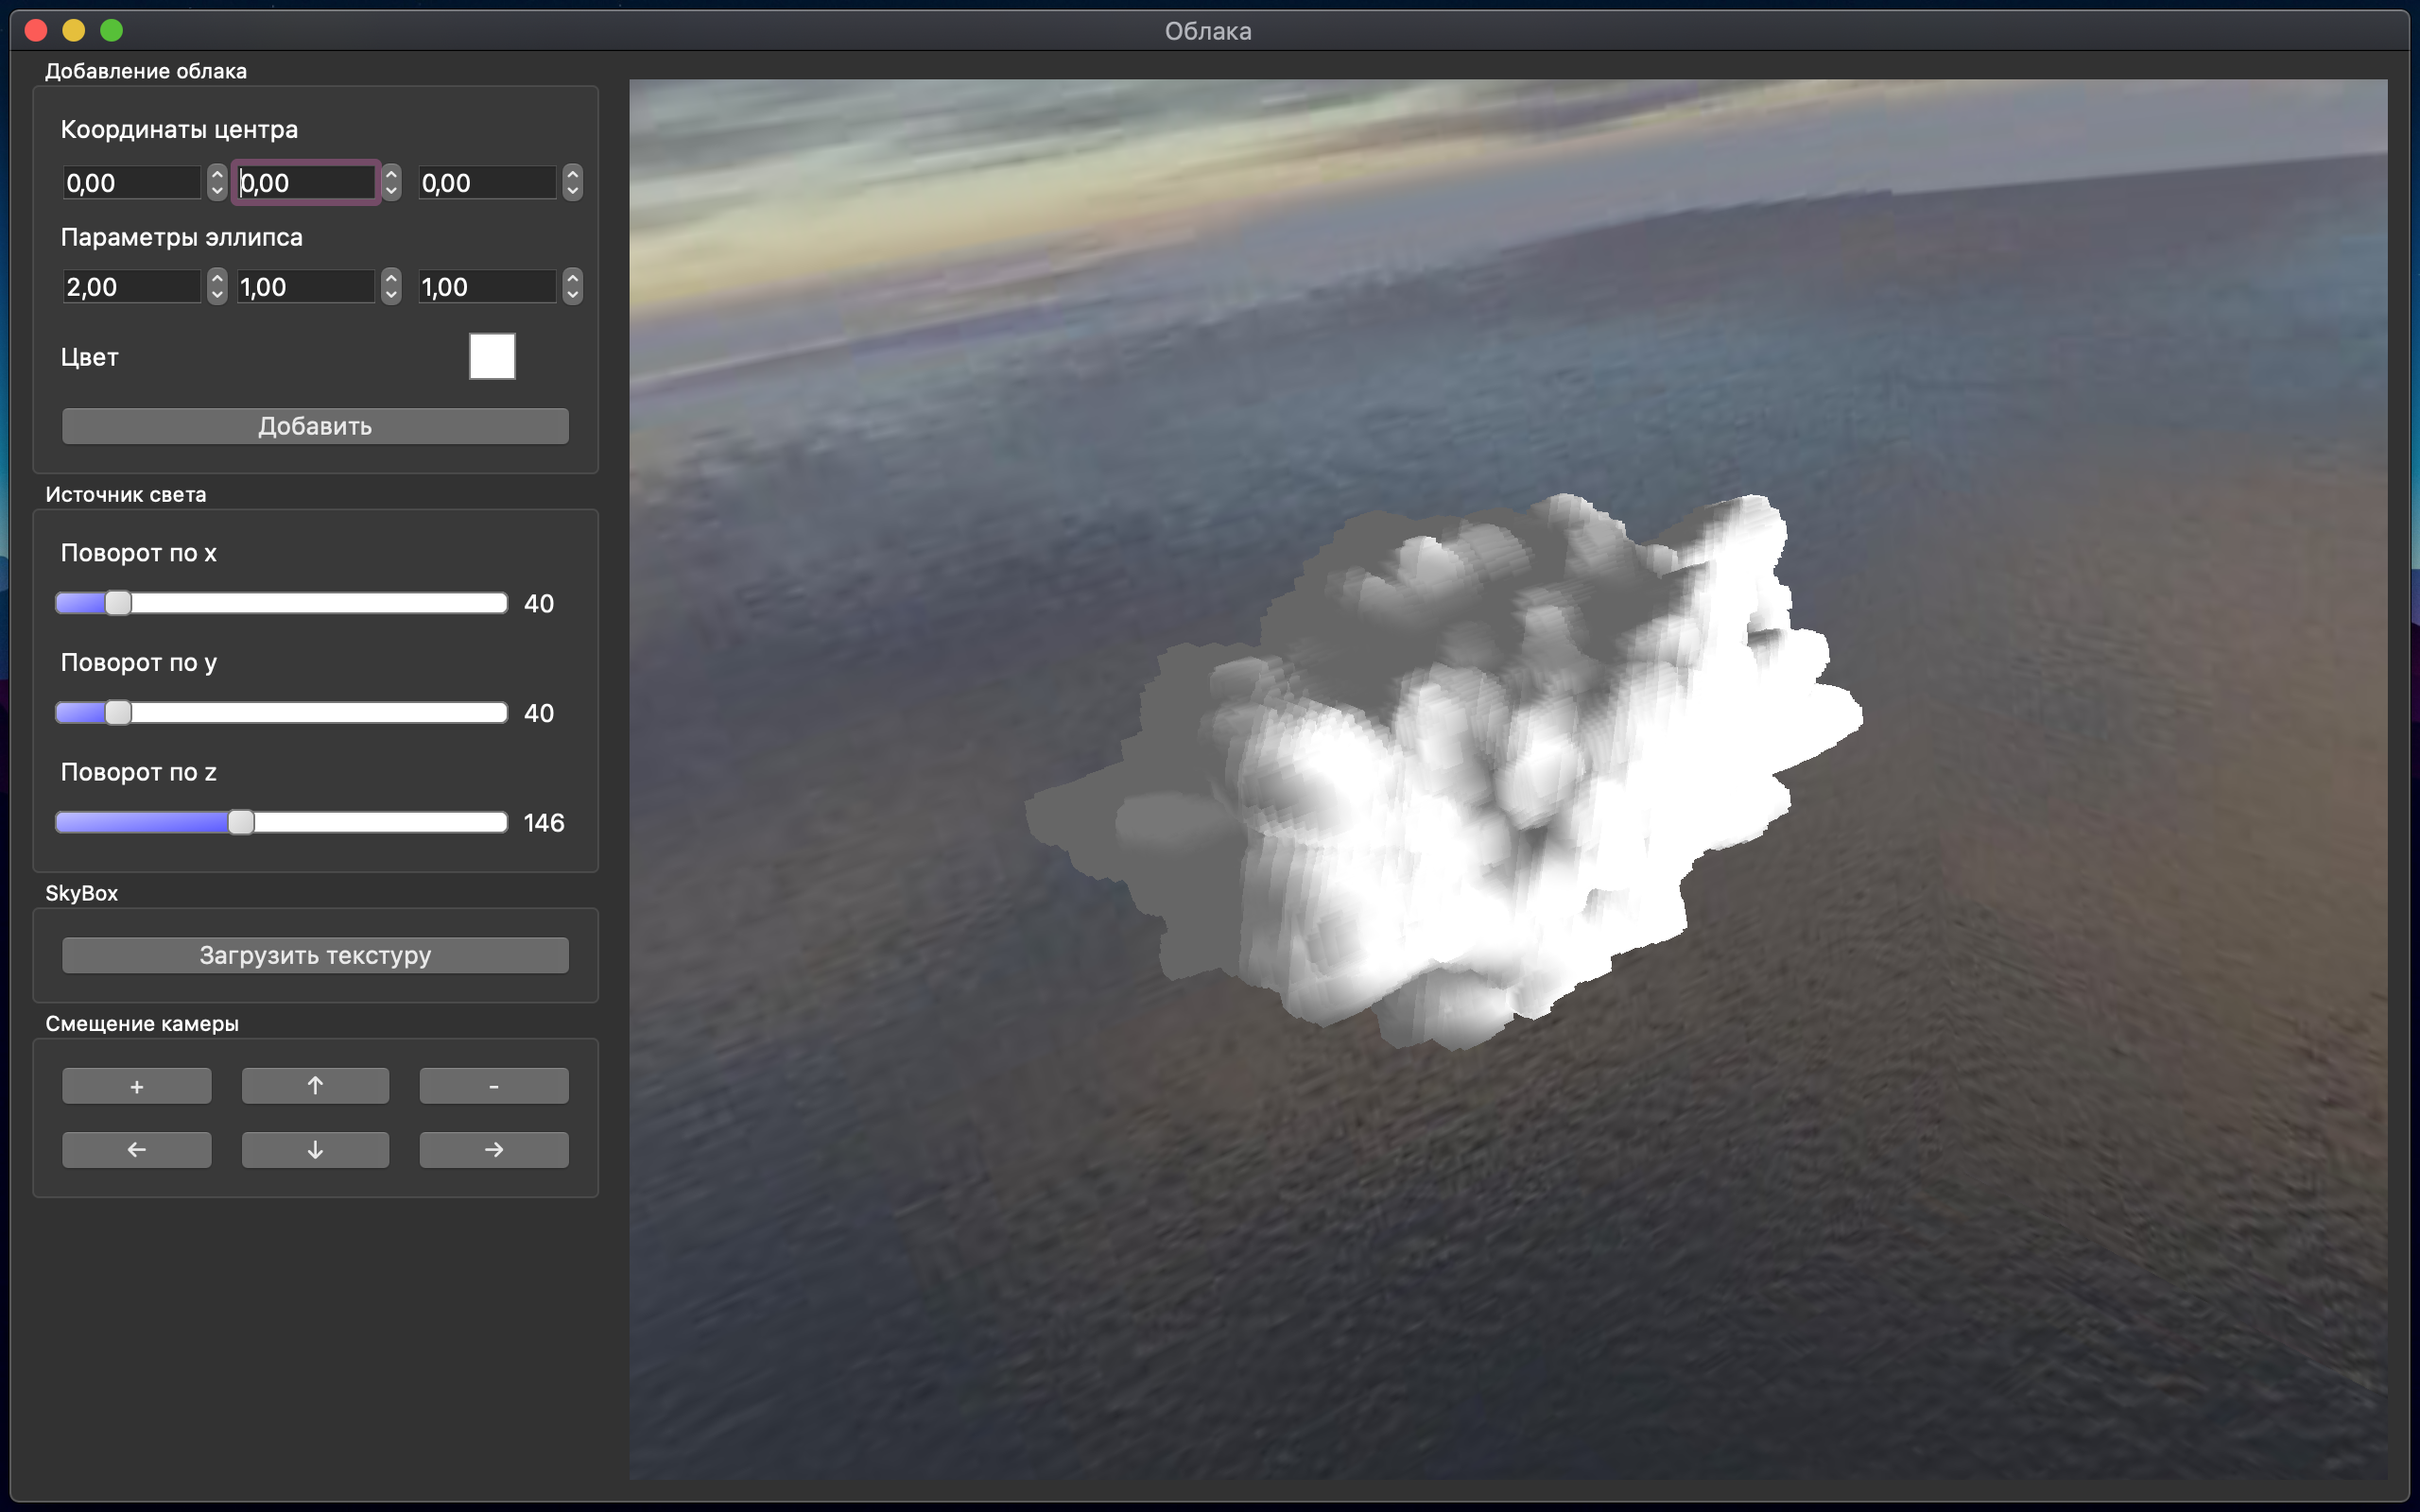 Облака
Добавление облака
Координаты центра
0,00 0,00 0,00
Параметры эллипса
2,00 1,00 1,00
Цвет
Добавить
Источник света
Поворот по x
40
Поворот по y
40
Поворот по z
146
SkyBox
Загрузить текстуру
Смещение камеры
+ ↑ -
← ↓ →